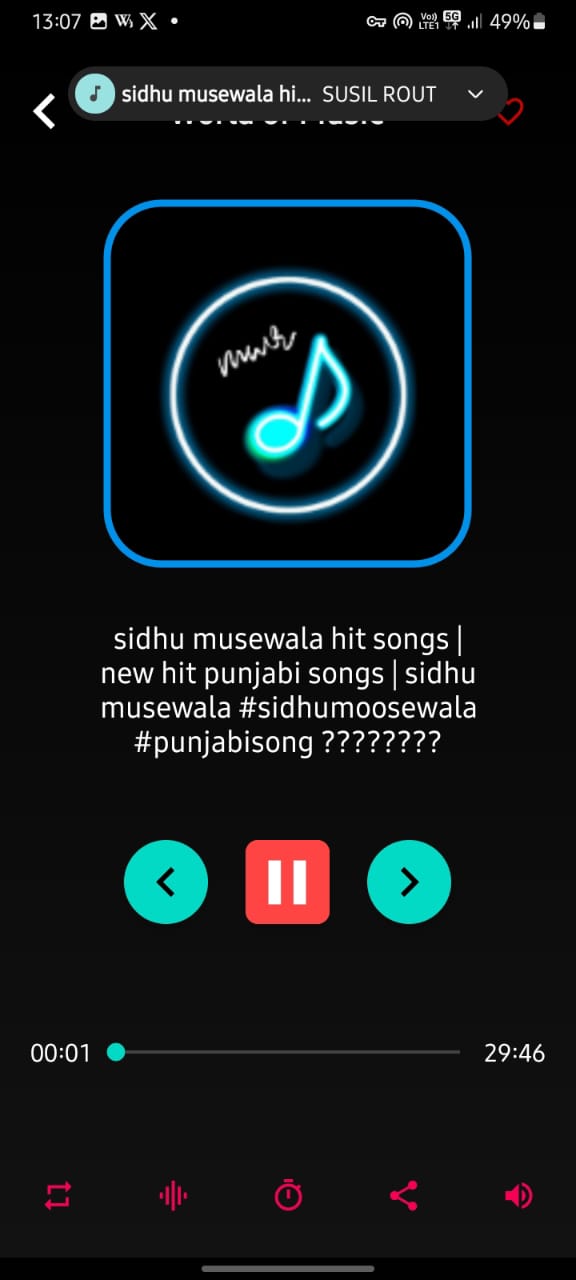 13:07
49%
sidhu musewala hi... SUSIL ROUT
World of Music
sidhu musewala hit songs |
new hit punjabi songs | sidhu
musewala #sidhumoosewala
#punjabisong ????????
00:01
29:46